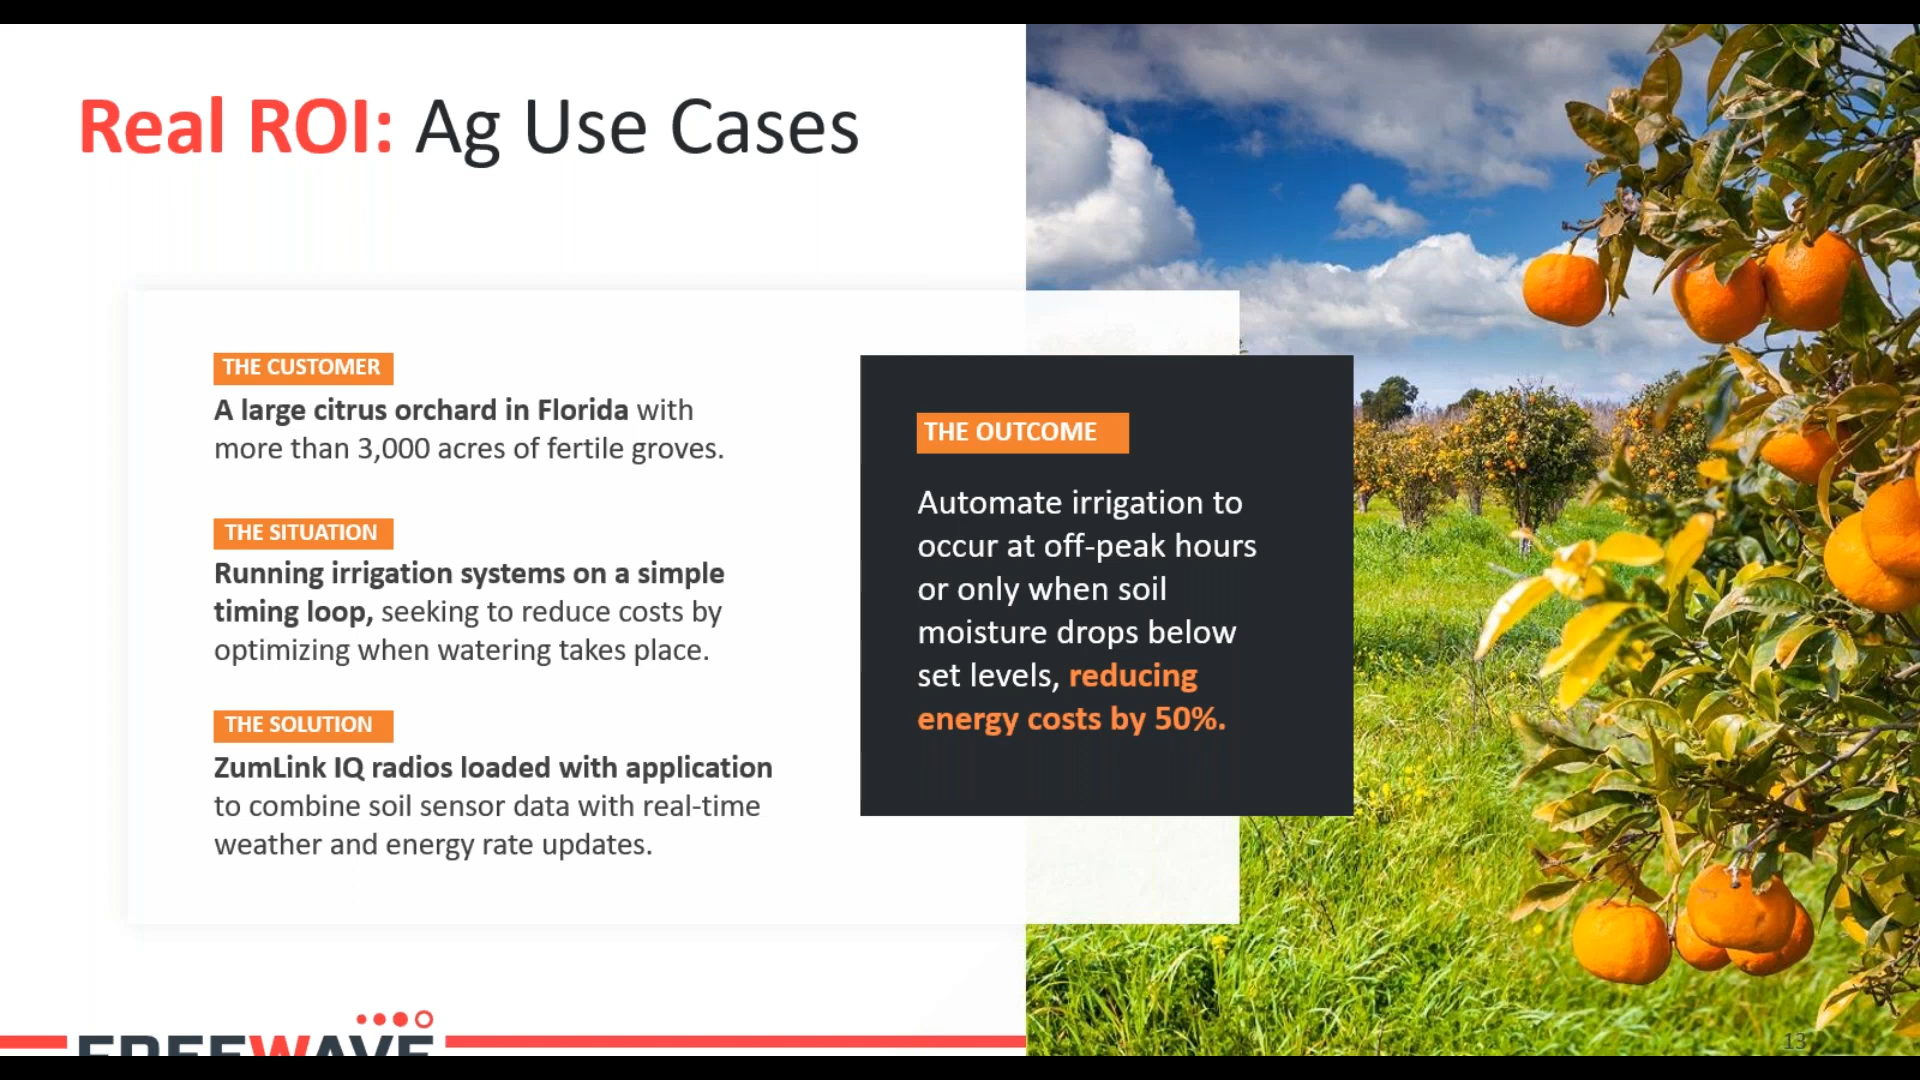 Real ROI: Ag Use Cases
THE CUSTOMER
A large citrus orchard in Florida with
more than 3,000 acres of fertile groves.
THE SITUATION
Running irrigation systems on a simple
timing loop, seeking to reduce costs by
optimizing when watering takes place.
THE SOLUTION
ZumLink IQ radios loaded with application
to combine soil sensor data with real-time
weather and energy rate updates.
THE OUTCOME
Automate irrigation to
occur at off-peak hours
or only when soil
moisture drops below
set levels, reducing
energy costs by 50%.
FREEWAVE
13